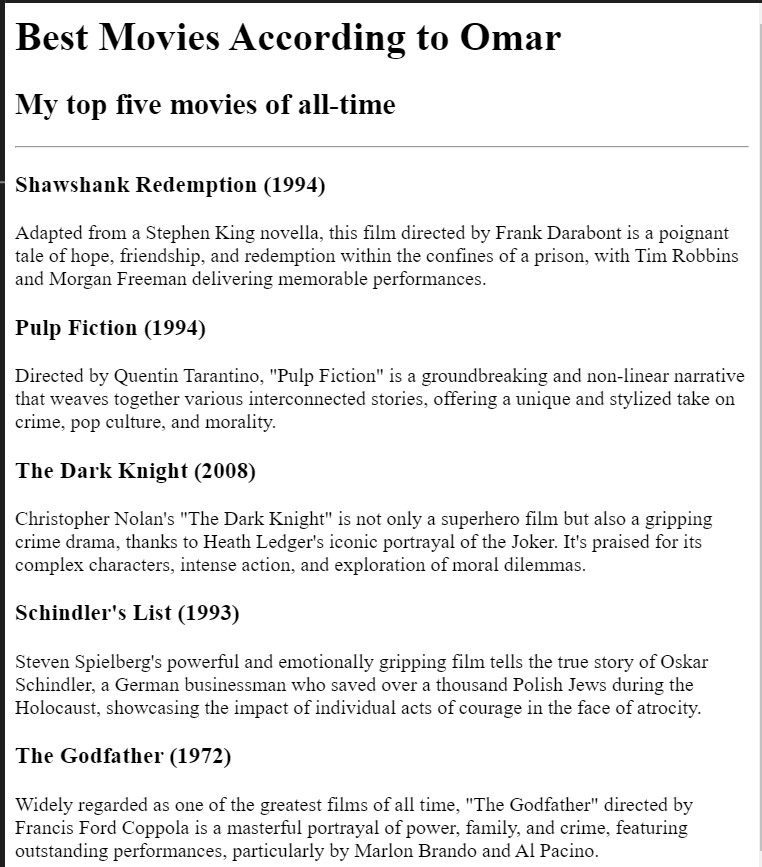 Best Movies According to Omar
My top five movies of all-time
Shawshank Redemption (1994)
Adapted from a Stephen King novella, this film directed by Frank Darabont is a poignant
tale of hope, friendship, and redemption within the confines of a prison, with Tim Robbins
and Morgan Freeman delivering memorable performances.
Pulp Fiction (1994)
Directed by Quentin Tarantino, "Pulp Fiction" is a groundbreaking and non-linear narrative
that weaves together various interconnected stories, offering a unique and stylized take on
crime, pop culture, and morality.
The Dark Knight (2008)
Christopher Nolan's "The Dark Knight" is not only a superhero film but also a gripping
crime drama, thanks to Heath Ledger's iconic portrayal of the Joker. It's praised for its
complex characters, intense action, and exploration of moral dilemmas.
Schindler's List (1993)
Steven Spielberg's powerful and emotionally gripping film tells the true story of Oskar
Schindler, a German businessman who saved over a thousand Polish Jews during the
Holocaust, showcasing the impact of individual acts of courage in the face of atrocity.
The Godfather (1972)
Widely regarded as one of the greatest films of all time, "The Godfather" directed by
Francis Ford Coppola is a masterful portrayal of power, family, and crime, featuring
outstanding performances, particularly by Marlon Brando and Al Pacino.